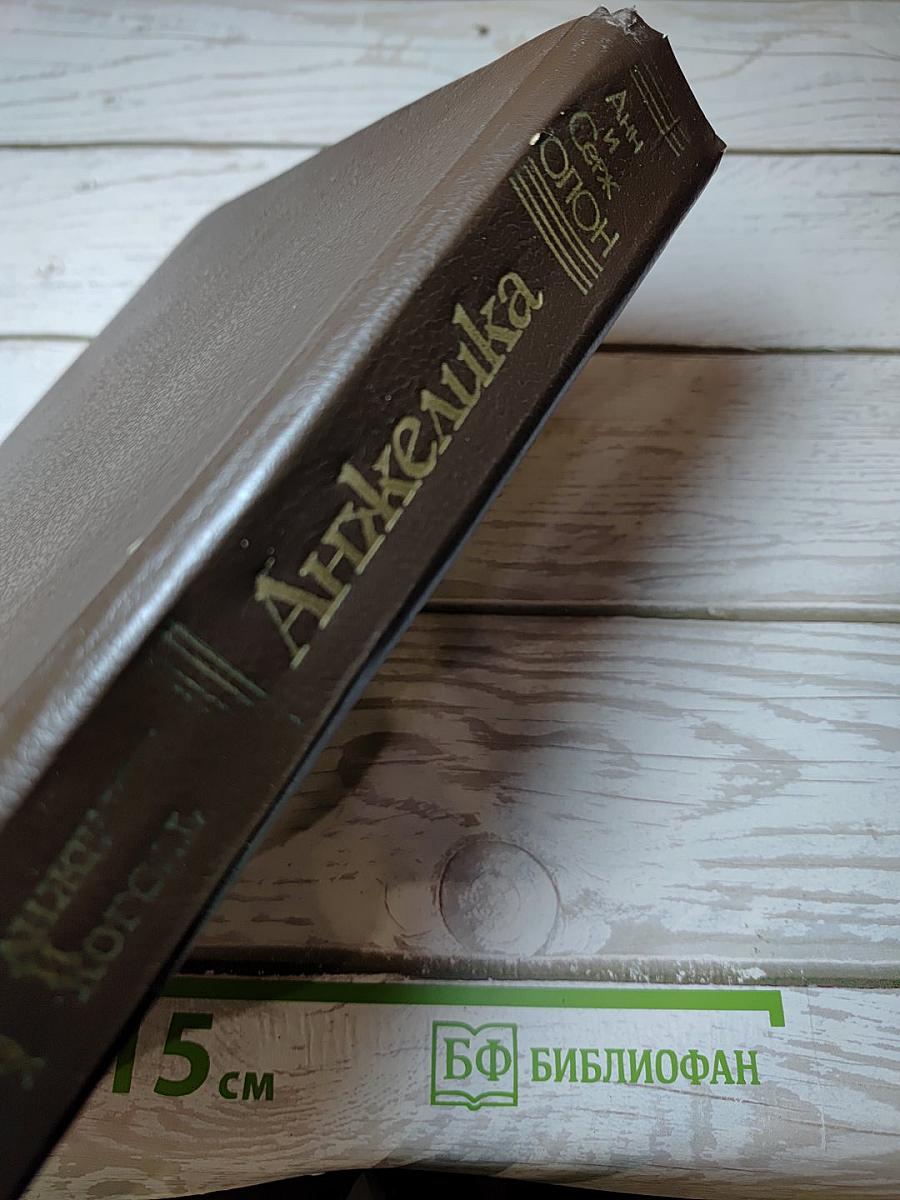 Анн
и
Серж
ГОЛОН
Анжелика
15 см
БФ БИБЛИОФАН